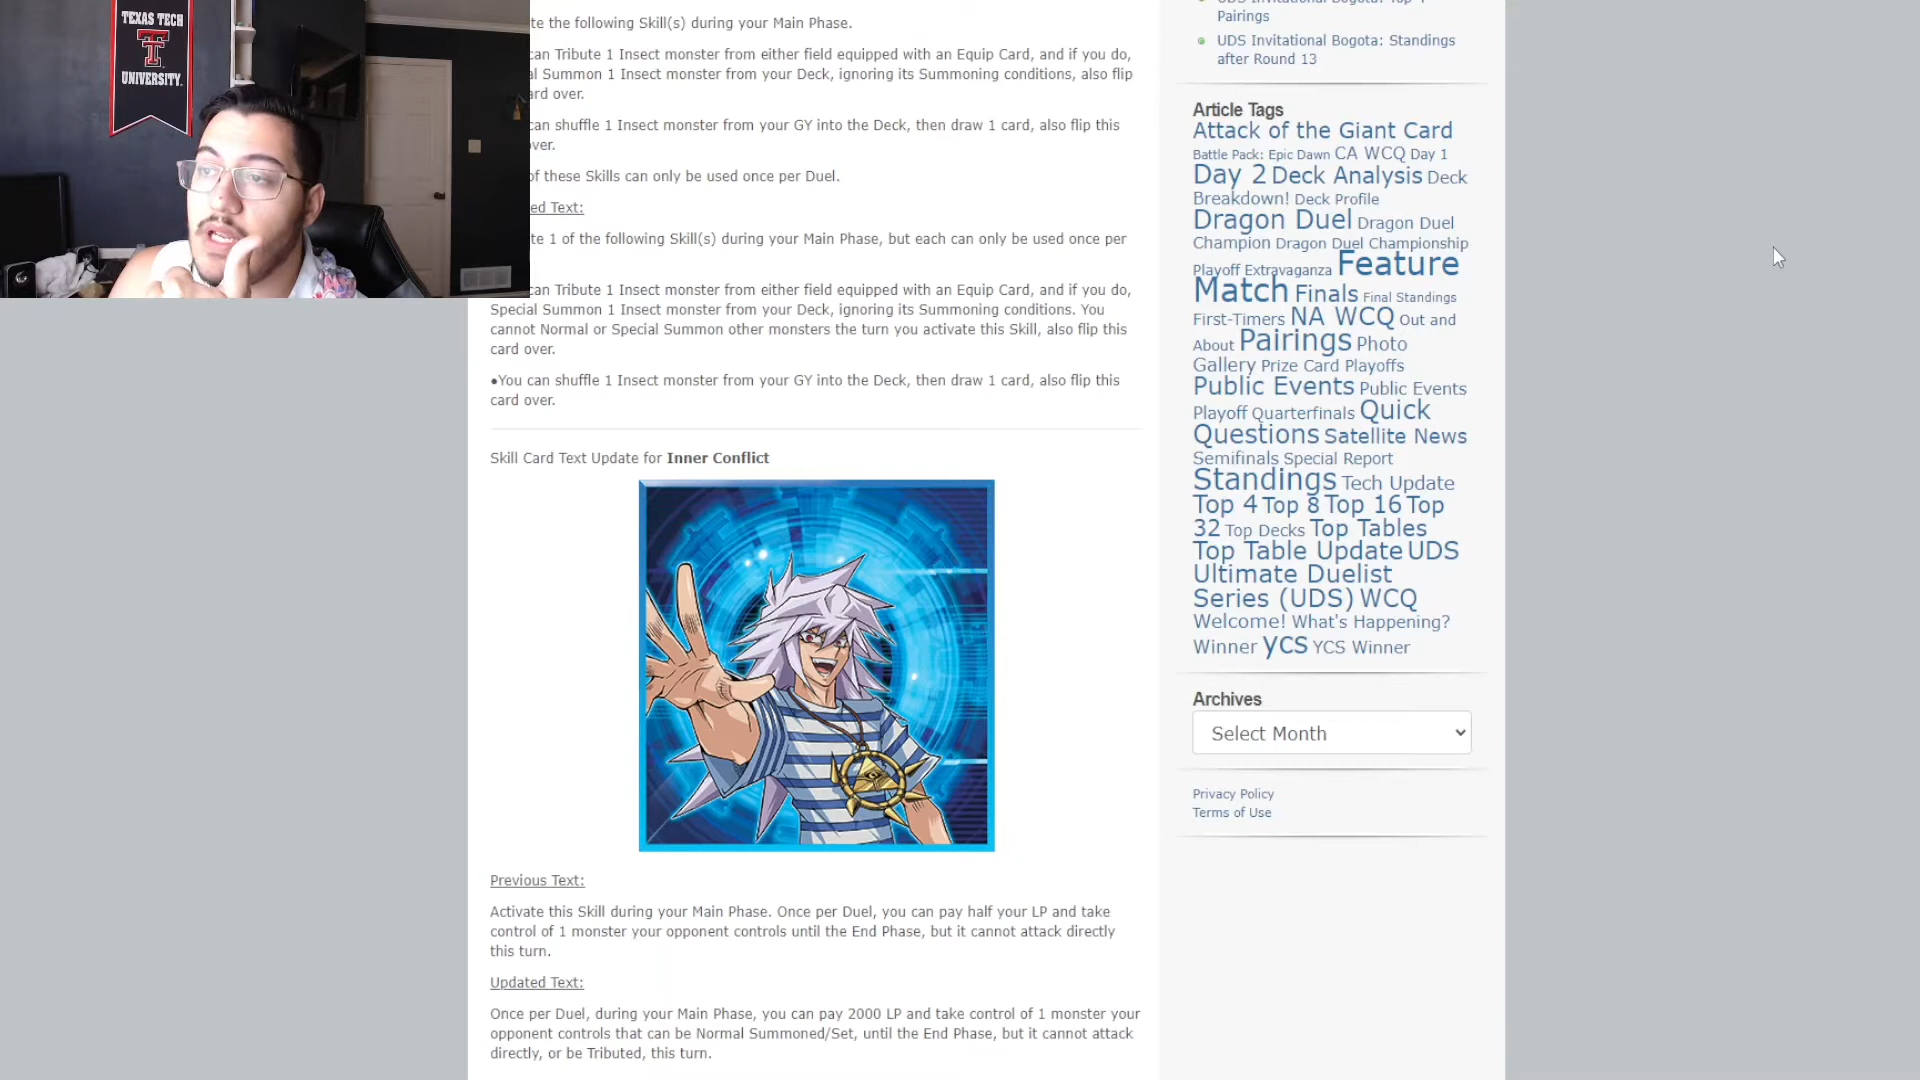 TEXAS TECH
UNIVERSITY.
te the following Skill(s) during your Main Phase.
can Tribute 1 Insect monster from either field equipped with an Equip Card, and if you do,
al Summon 1 Insect monster from your Deck, ignoring its Summoning conditions, also flip
ard over.
can shuffle 1 Insect monster from your GY into the Deck, then draw 1 card, also flip this
over.
of these Skills can only be used once per Duel.
ed Text:
te 1 of the following Skill(s) during your Main Phase, but each can only be used once per
can Tribute 1 Insect monster from either field equipped with an Equip Card, and if you do,
Special Summon 1 Insect monster from your Deck, ignoring its Summoning conditions. You
cannot Normal or Special Summon other monsters the turn you activate this Skill, also flip this
card over.
●You can shuffle 1 Insect monster from your GY into the Deck, then draw 1 card, also flip this
card over.
Skill Card Text Update for Inner Conflict
Previous Text:
Activate this Skill during your Main Phase. Once per Duel, you can pay half your LP and take
control of 1 monster your opponent controls until the End Phase, but it cannot attack directly
this turn.
Updated Text:
Once per Duel, during your Main Phase, you can pay 2000 LP and take control of 1 monster your
opponent controls that can be Normal Summoned/Set, until the End Phase, but it cannot attack
directly, or be Tributed, this turn.
UDS Invitational Bogota: Top 4
Pairings
UDS Invitational Bogota: Standings
after Round 13
Article Tags
Attack of the Giant Card
Battle Pack: Epic Dawn CA WCQ Day 1
Day 2 Deck Analysis Deck
Breakdown! Deck Profile
Dragon Duel Dragon Duel
Champion Dragon Duel Championship
Playoff Extravaganza Feature
Match Finals Final Standings
First-Timers NA WCQ Out and
About Pairings Photo
Gallery Prize Card Playoffs
Public Events Public Events
Playoff Quarterfinals Quick
Questions Satellite News
Semifinals Special Report
Standings Tech Update
Top 4 Top 8 Top 16 Top
32 Top Decks Top Tables
Top Table Update UDS
Ultimate Duelist
Series (UDS) WCQ
Welcome! What's Happening?
Winner ycs YCS Winner
Archives
Select Month
Privacy Policy
Terms of Use